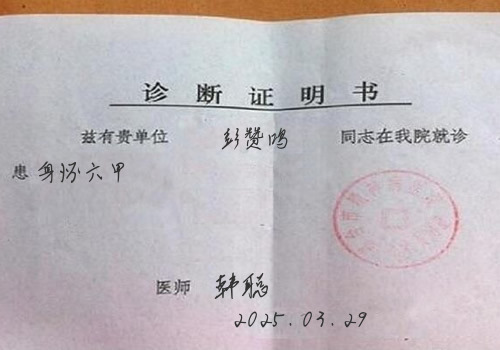 诊断证明书
兹有贵单位 彭赞鸣 同志在我院就诊
患 身怀六甲
医师 韩聪
2025.03.29